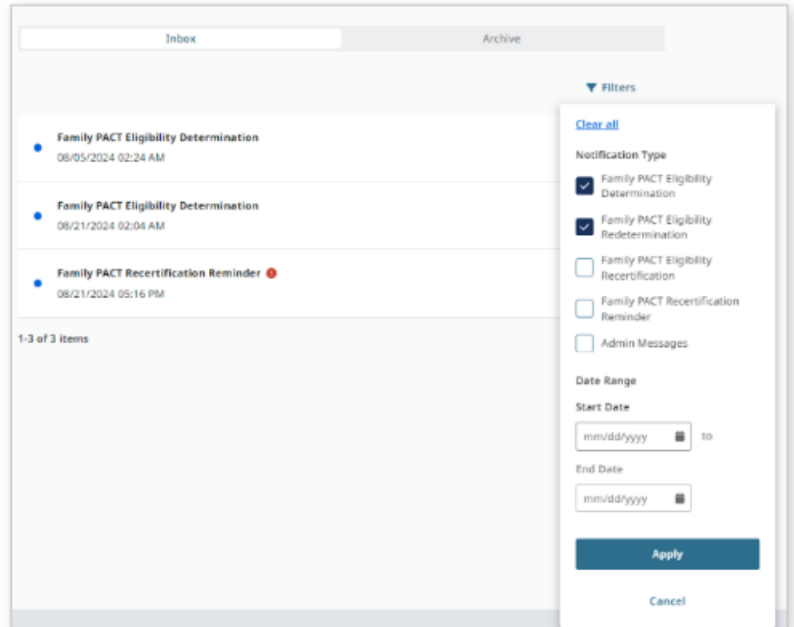 Inbox
Archive
Filters
Family PACT Eligibility Determination
08/05/2024 02:24 AM
Family PACT Eligibility Determination
08/21/2024 02:04 AM
Family PACT Recertification Reminder
08/21/2024 05:16 PM
1-3 of 3 items
Clear all
Notification Type
Family PACT Eligibility
Determination
Family PACT Eligibility
Redetermination
Family PACT Eligibility
Recertification
Family PACT Recertification
Reminder
Admin Messages
Date Range
Start Date
mm/dd/yyyy to
End Date
mm/dd/yyyy
Apply
Cancel